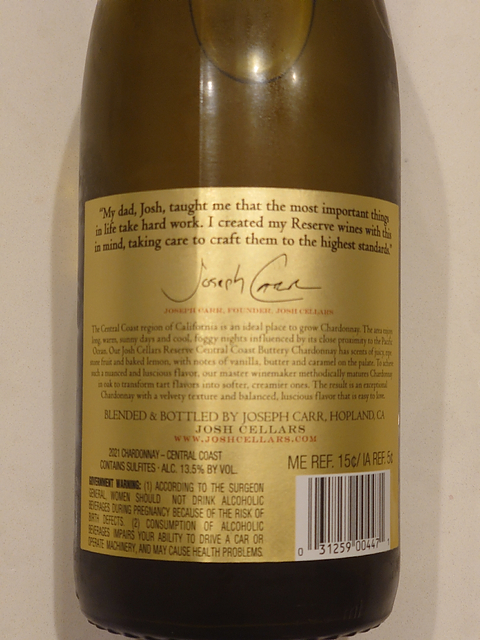 "My dad, Josh, taught me that the most important things
in life take hard work. I created my Reserve wines with this
in mind, taking care to craft them to the highest standards."
Joseph Carr
JOSEPH CARR, FOUNDER, JOSH CELLARS
The Central Coast region of California is an ideal place to grow Chardonnay. The area enjoys
long, warm, sunny days and cool, foggy nights influenced by its close proximity to the Pacific
Ocean. Our Josh Cellars Reserve Central Coast Buttery Chardonnay has scents of juicy, ripe
stone fruit and baked lemon, with notes of vanilla, butter and caramel on the palate. To achieve
such a nuanced and luscious flavor, our master winemaker methodically matures Chardonnay
in oak to transform tart flavors into softer, creamier ones. The result is an exceptional
Chardonnay with a velvety texture and balanced, luscious flavor that is easy to love.
BLENDED & BOTTLED BY JOSEPH CARR, HOPLAND, CA
JOSH CELLARS
WWW.JOSHCELLARS.COM
2021 CHARDONNAY – CENTRAL COAST
CONTAINS SULFITES - ALC. 13.5% BY VOL.
ME REF. 15¢/ IA REF. 5¢
GOVERNMENT WARNING: (1) ACCORDING TO THE SURGEON
GENERAL, WOMEN SHOULD NOT DRINK ALCOHOLIC
BEVERAGES DURING PREGNANCY BECAUSE OF THE RISK OF
BIRTH DEFECTS. (2) CONSUMPTION OF ALCOHOLIC
BEVERAGES IMPAIRS YOUR ABILITY TO DRIVE A CAR OR
OPERATE MACHINERY, AND MAY CAUSE HEALTH PROBLEMS.
0 31259 00447 1